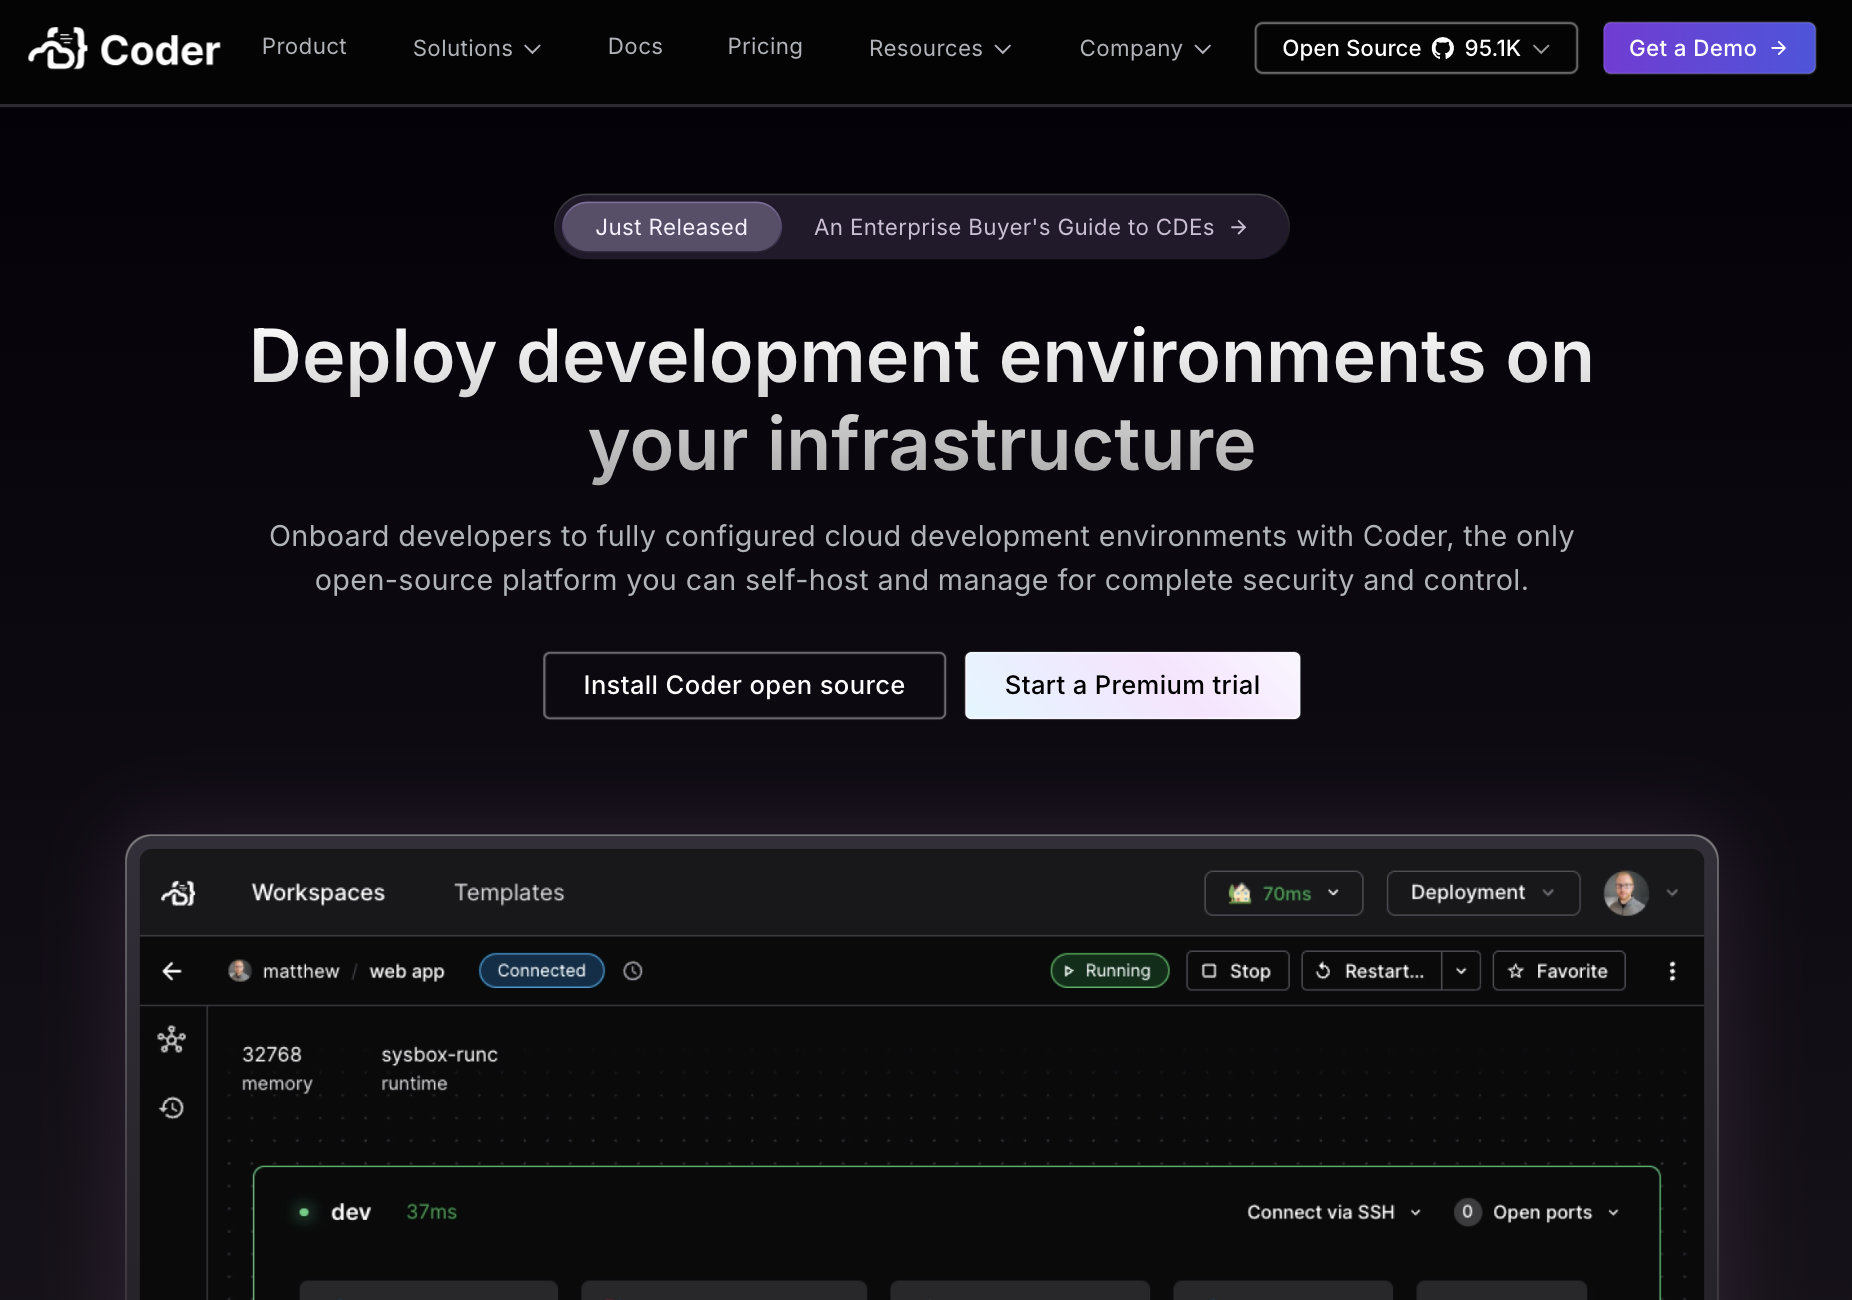 Coder Product Solutions Docs Pricing Resources Company Open Source 95.1K Get a Demo →
Just Released An Enterprise Buyer's Guide to CDEs →
Deploy development environments on
your infrastructure
Onboard developers to fully configured cloud development environments with Coder, the only
open-source platform you can self-host and manage for complete security and control.
Install Coder open source Start a Premium trial
Workspaces Templates 70ms Deployment
matthew / web app Connected Running Stop Restart... Favorite
32768 sysbox-runc
memory runtime
dev 37ms Connect via SSH 0 Open ports